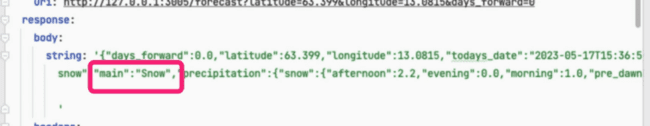 uri: http://127.0.0.1:3005/forecast?latitude=63.399&longitude=13.0815&days_forward=0
response:
body:
string: '{"days_forward":0.0,"latitude":63.399,"longitude":13.0815,"todays_date":"2023-05-17T15:36:5
snow","main":"Snow","precipitation":{"snow":{"afternoon":2.2,"evening":0.0,"morning":1.0,"pre_dawn
'
headers: